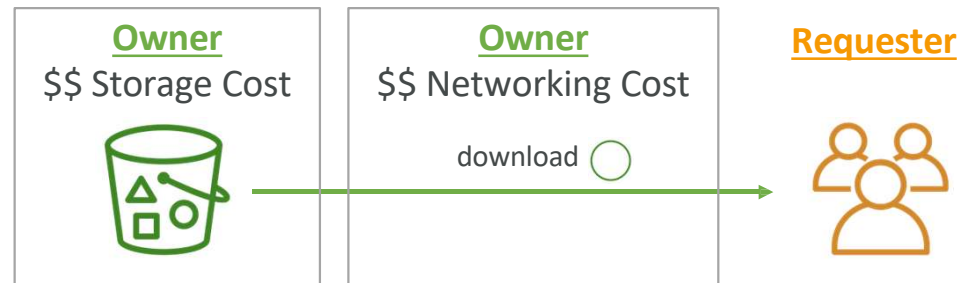 Owner
$$ Storage Cost
Owner
$$ Networking Cost
download
Requester